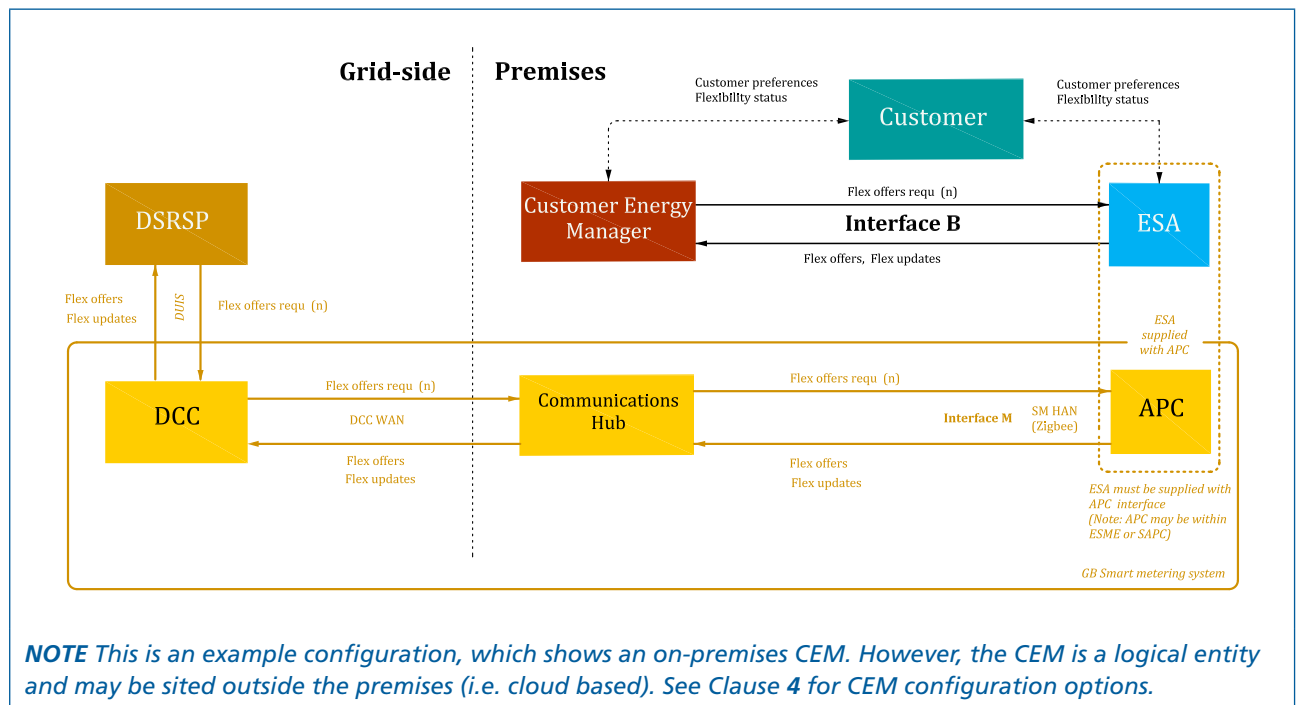 Grid-side
Premises
Customer preferences
Flexibility status
Customer
Customer preferences
Flexibility status
DSRSP
Customer Energy
Manager
Flex offers requ (n)
Interface B
Flex offers, Flex updates
ESA
Flex offers
Flex updates
DUIS
Flex offers requ (n)
ESA
supplied
with APC
DCC
Flex offers requ (n)
DCC WAN
Flex offers
Flex updates
Communications
Hub
Flex offers requ (n)
Interface M
SM HAN
(Zigbee)
Flex offers
Flex updates
APC
ESA must be supplied with
APC interface
(Note: APC may be within
ESME or SAPC)
GB Smart metering system
NOTE This is an example configuration, which shows an on-premises CEM. However, the CEM is a logical entity
and may be sited outside the premises (i.e. cloud based). See Clause 4 for CEM configuration options.